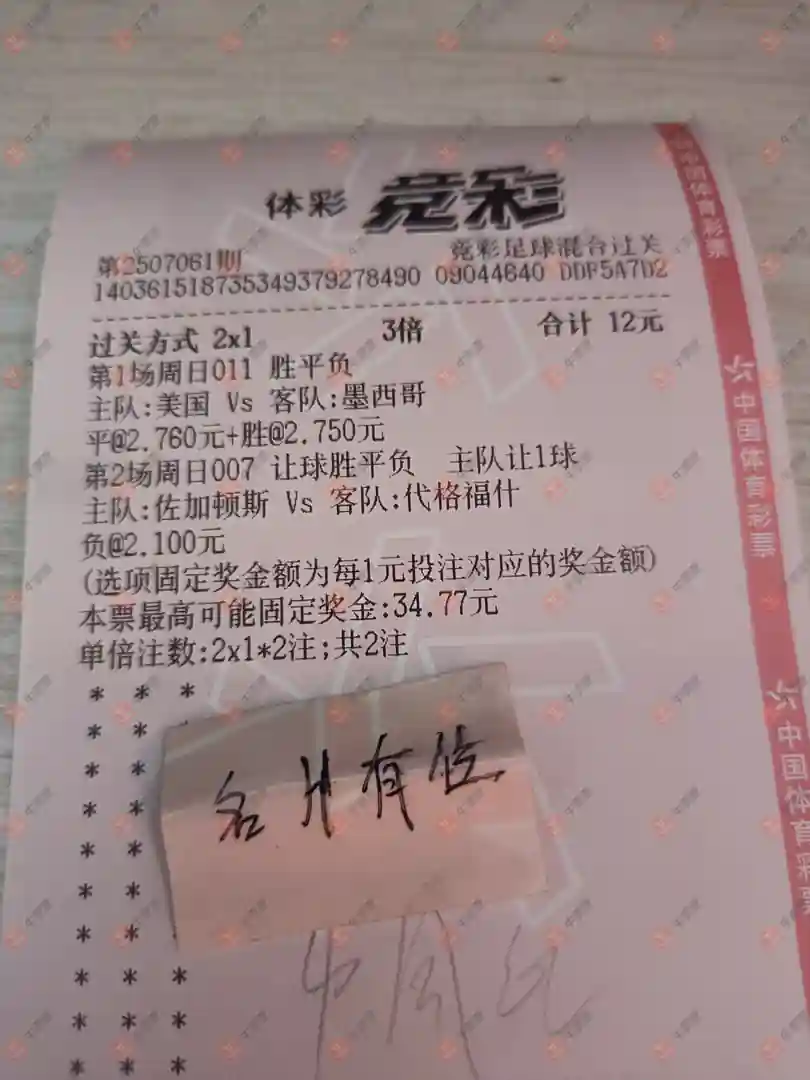 体彩 竞彩
第2507061期 竞彩足球混合过关
140361518735349379278490 09044640 DDP5A7D2
过关方式 2x1 3倍 合计 12元
第1场周日011 胜平负
主队:美国 Vs 客队:墨西哥
平@2.760元+胜@2.750元
第2场周日007 让球胜平负 主队让1球
主队:佐加顿斯 Vs 客队:代格福什
负@2.100元
(选项固定奖金额为每1元投注对应的奖金额)
本票最高可能固定奖金:34.77元
单倍注数:2x1*2注;共2注
* * *
* *
* *
* *
* *
* *
* *
* * *
* * *
* * *
名片有位
中国体育彩票
中国体育彩票
中国体育彩票